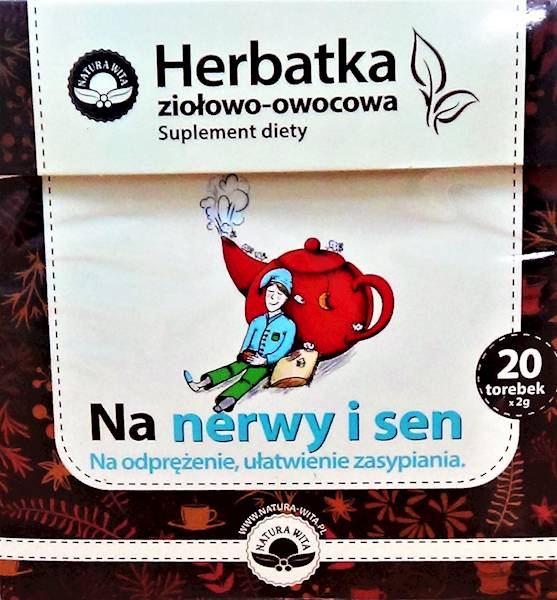 NATURA WITA
Herbatka
ziołowo-owocowa
Suplement diety
20
torebek
x 2g
Na nerwy i sen
Na odprężenie, ułatwienie zasypiania.
WWW.NATURA-WITA.PL
NATURA WITA